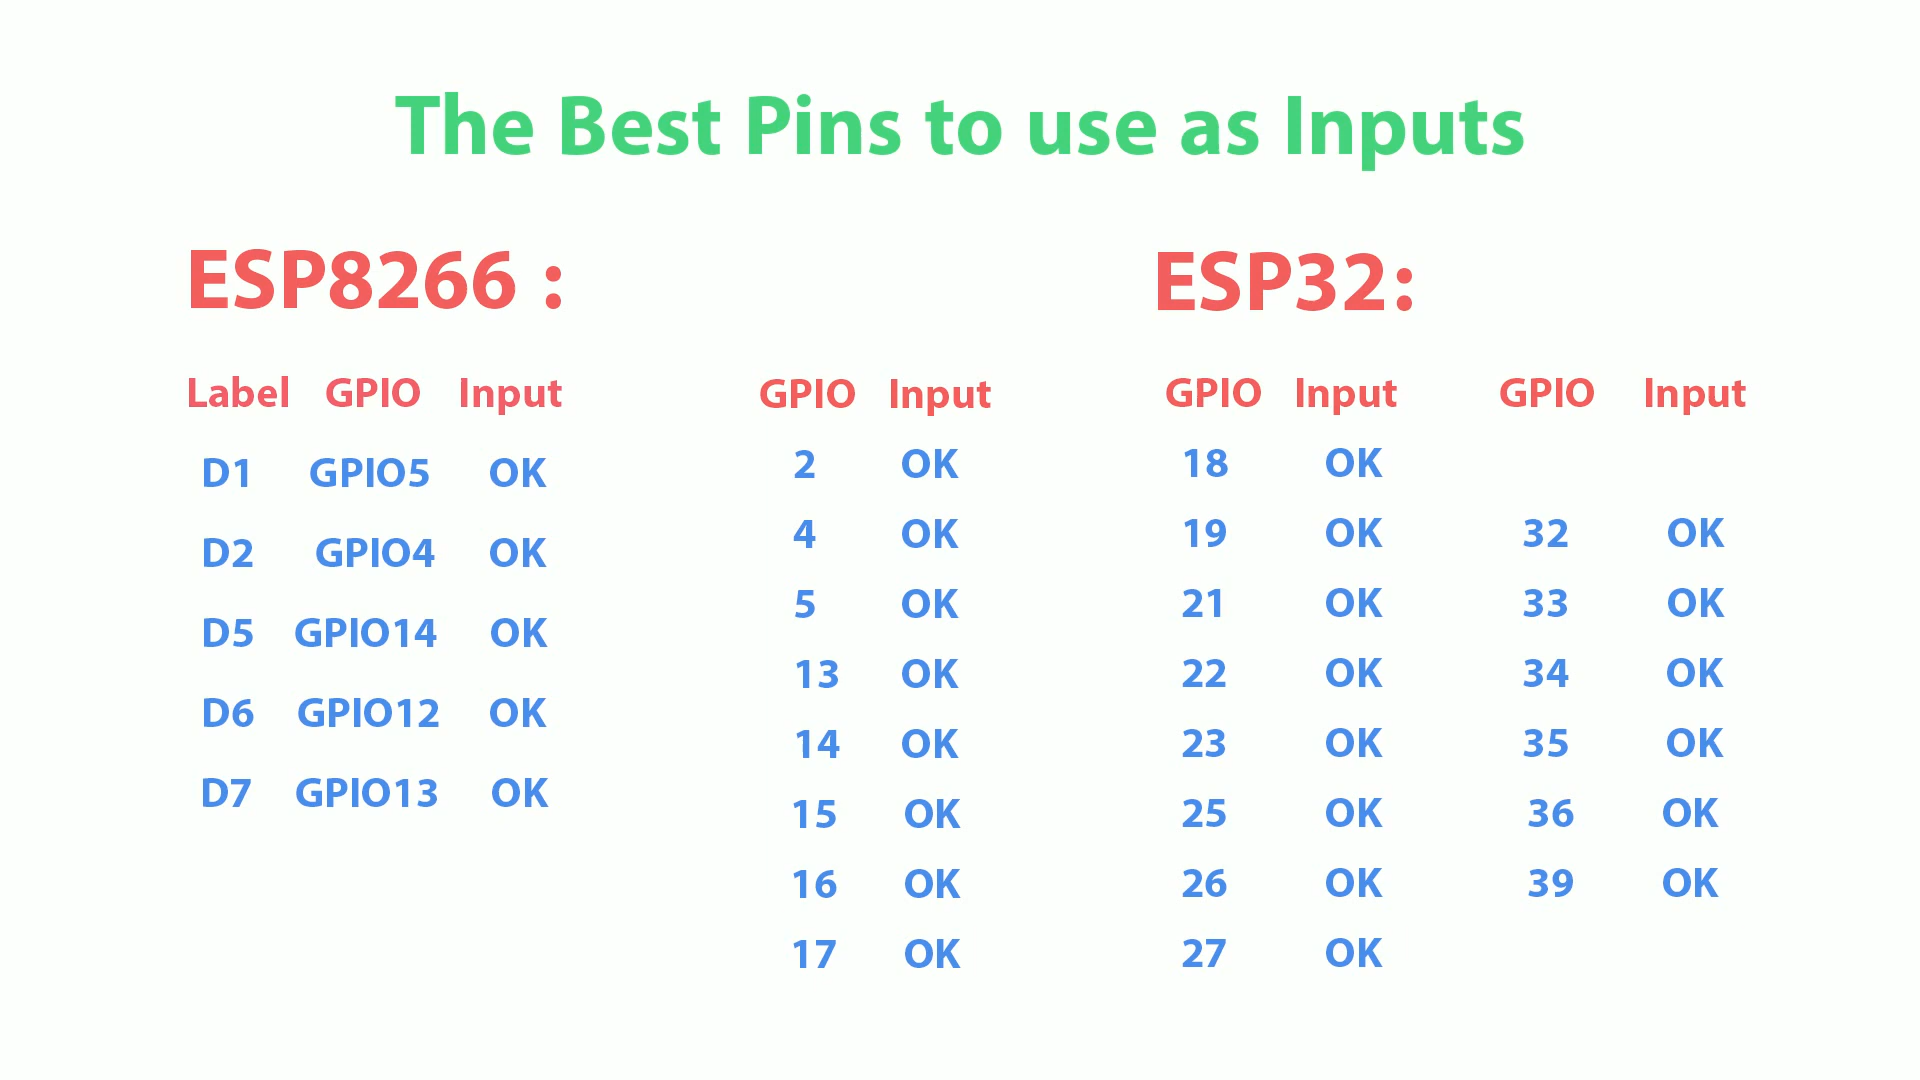 The Best Pins to use as Inputs
ESP8266 :
Label GPIO Input
D1 GPIO5 OK
D2 GPIO4 OK
D5 GPIO14 OK
D6 GPIO12 OK
D7 GPIO13 OK
ESP32:
GPIO Input
2 OK
4 OK
5 OK
13 OK
14 OK
15 OK
16 OK
17 OK
GPIO Input
18 OK
19 OK
21 OK
22 OK
23 OK
25 OK
26 OK
27 OK
GPIO Input
32 OK
33 OK
34 OK
35 OK
36 OK
39 OK